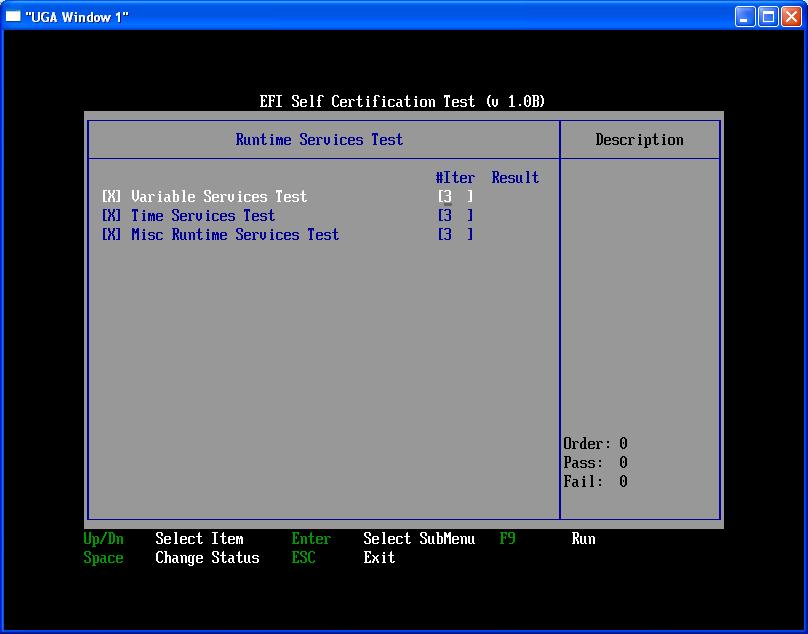 "UGA Window 1"
EFI Self Certification Test (v 1.0B)
Runtime Services Test
Description
#Iter Result
[X] Variable Services Test [3 ]
[X] Time Services Test [3 ]
[X] Misc Runtime Services Test [3 ]
Order: 0
Pass: 0
Fail: 0
Up/Dn Select Item Enter Select SubMenu F9 Run
Space Change Status ESC Exit